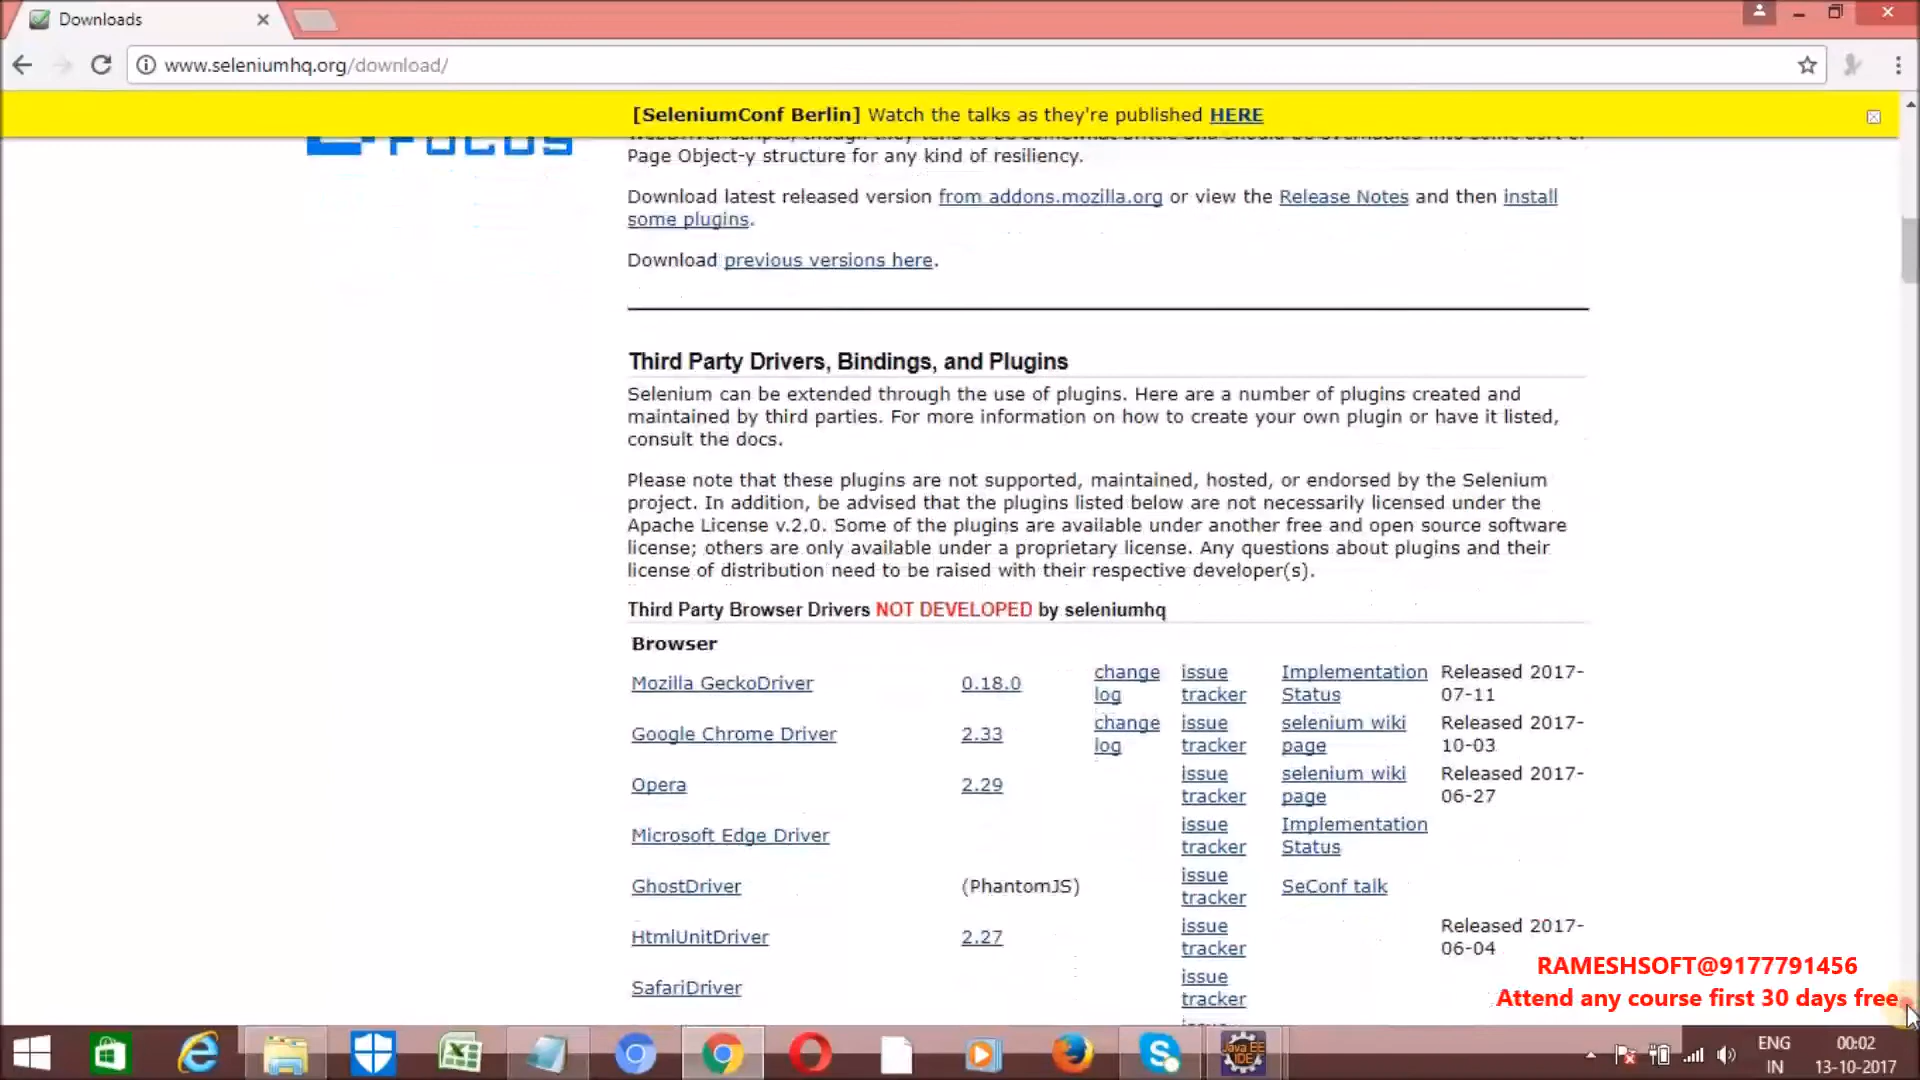 Downloads
www.seleniumhq.org/download/
[SeleniumConf Berlin] Watch the talks as they're published HERE
FOCUS
Page Object-y structure for any kind of resiliency.
Download latest released version from addons.mozilla.org or view the Release Notes and then install
some plugins.
Download previous versions here.
Third Party Drivers, Bindings, and Plugins
Selenium can be extended through the use of plugins. Here are a number of plugins created and
maintained by third parties. For more information on how to create your own plugin or have it listed,
consult the docs.
Please note that these plugins are not supported, maintained, hosted, or endorsed by the Selenium
project. In addition, be advised that the plugins listed below are not necessarily licensed under the
Apache License v.2.0. Some of the plugins are available under another free and open source software
license; others are only available under a proprietary license. Any questions about plugins and their
license of distribution need to be raised with their respective developer(s).
Third Party Browser Drivers NOT DEVELOPED by seleniumhq
Browser
Mozilla GeckoDriver 0.18.0 change log issue tracker Implementation Status Released 2017-07-11
Google Chrome Driver 2.33 change log issue tracker selenium wiki page Released 2017-10-03
Opera 2.29 issue tracker selenium wiki page Released 2017-06-27
Microsoft Edge Driver issue tracker Implementation Status
GhostDriver (PhantomJS) issue tracker SeConf talk
HtmlUnitDriver 2.27 issue tracker Released 2017-06-04
SafariDriver issue tracker
RAMESHSOFT@9177791456
Attend any course first 30 days free
Java EE
IDE
ENG
IN
00:02
13-10-2017